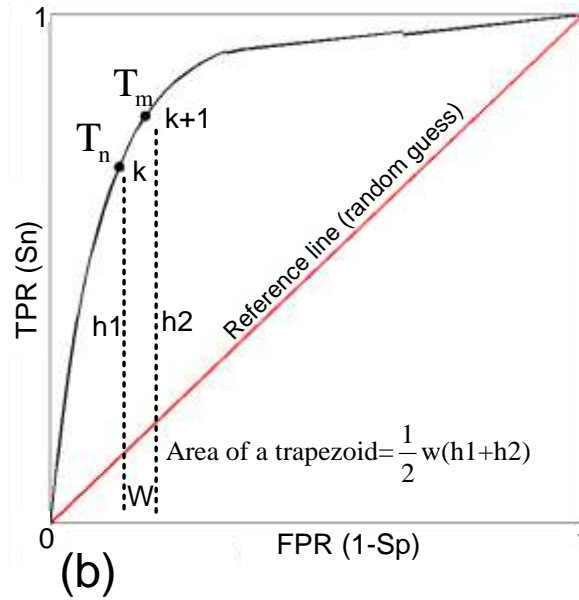 1
T_m
k+1
T_n
k
TPR (Sn)
Reference line (random guess)
h1
h2
Area of a trapezoid=1/2 w(h1+h2)
W
0
FPR (1-Sp)
(b)